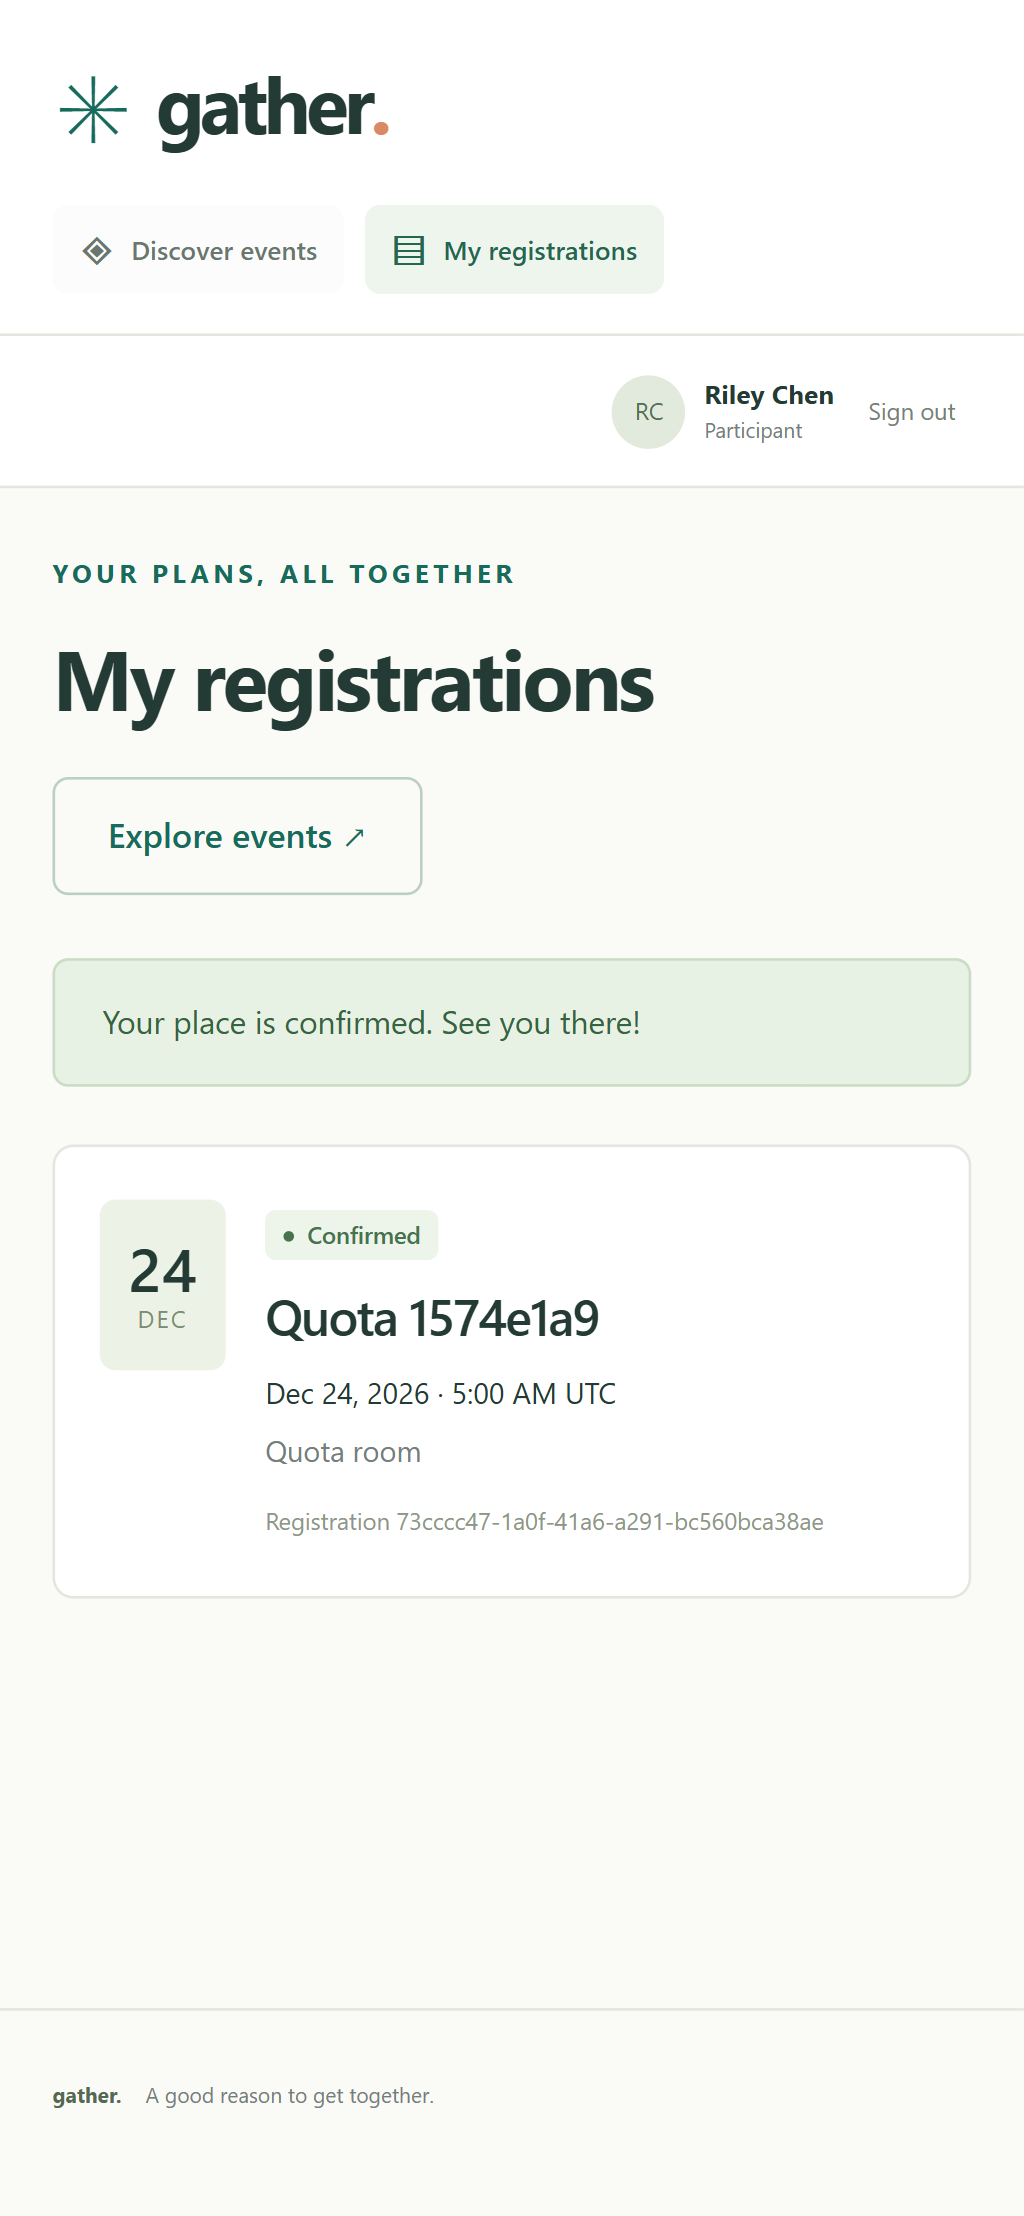 gather.
Discover events
My registrations
RC
Riley Chen
Participant
Sign out
YOUR PLANS, ALL TOGETHER
My registrations
Explore events ↗
Your place is confirmed. See you there!
24
DEC
Confirmed
Quota 1574e1a9
Dec 24, 2026 · 5:00 AM UTC
Quota room
Registration 73cccc47-1a0f-41a6-a291-bc560bca38ae
gather. A good reason to get together.